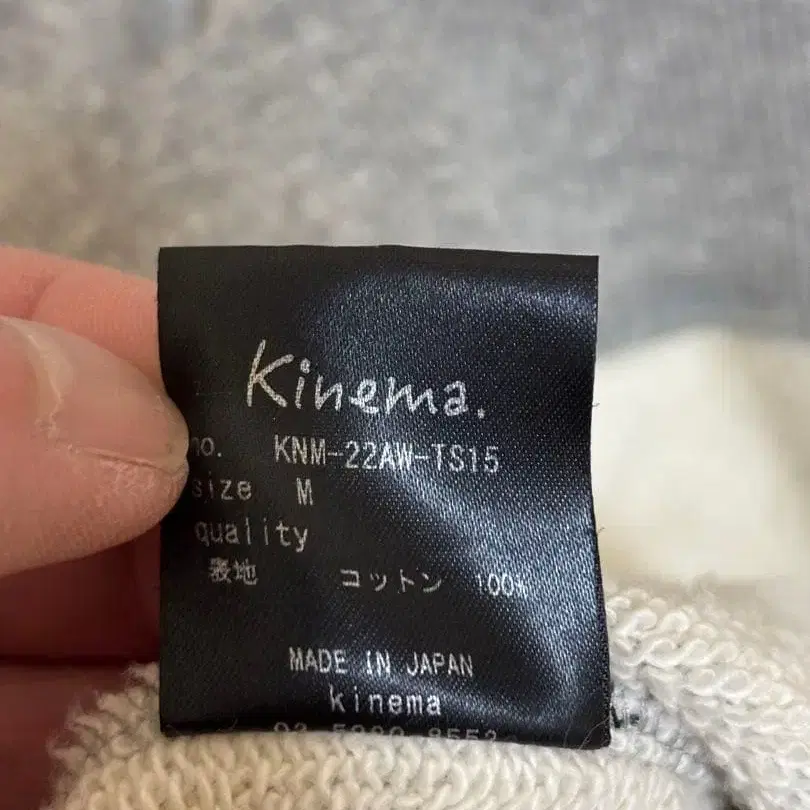 Kinema.
no. KNM-22AW-TS15
size M
quality
表地 コットン 100%
MADE IN JAPAN
kinema